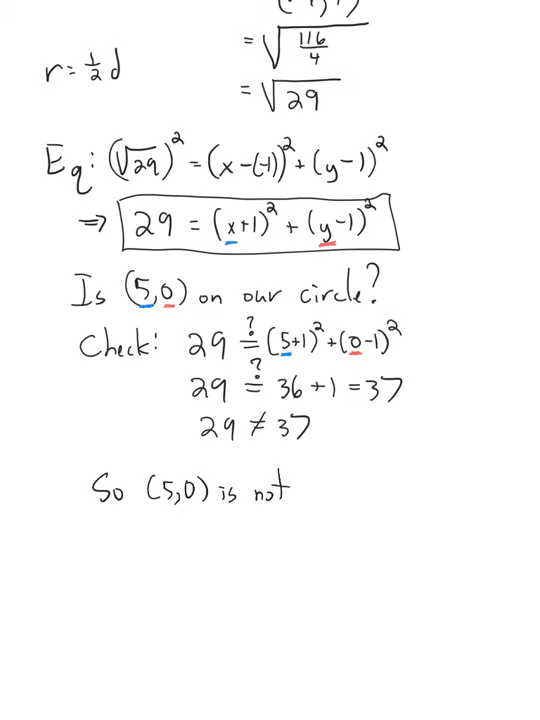 = √(116/4)
r = 1/2 d
= √29
Eq: (√29)² = (x-(-1))² + (y-1)²
⇒ 29 = (x+1)² + (y-1)²
Is (5,0) on our circle?
Check: 29 ≟ (5+1)² + (0-1)²
29 ≟ 36 + 1 = 37
29 ≠ 37
So (5,0) is not